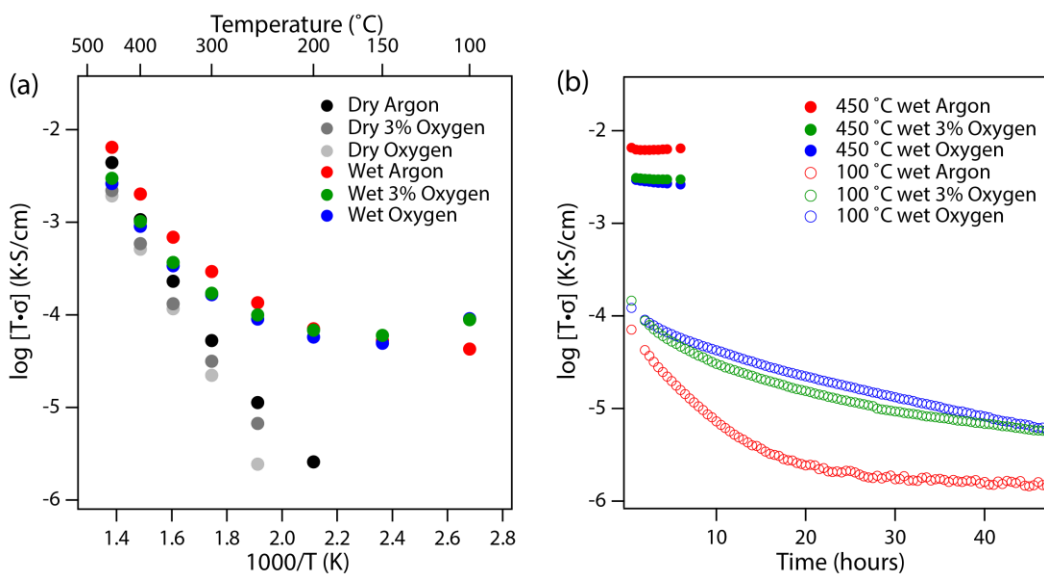 Temperature (˚C)
500 400 300 200 150 100
(a)
log [T•σ] (K·S/cm)
-2
-3
-4
-5
-6
Dry Argon
Dry 3% Oxygen
Dry Oxygen
Wet Argon
Wet 3% Oxygen
Wet Oxygen
1.4 1.6 1.8 2.0 2.2 2.4 2.6 2.8
1000/T (K)
(b)
log [T•σ] (K·S/cm)
-2
-3
-4
-5
-6
450 ˚C wet Argon
450 ˚C wet 3% Oxygen
450 ˚C wet Oxygen
100 ˚C wet Argon
100 ˚C wet 3% Oxygen
100 ˚C wet Oxygen
10 20 30 40
Time (hours)